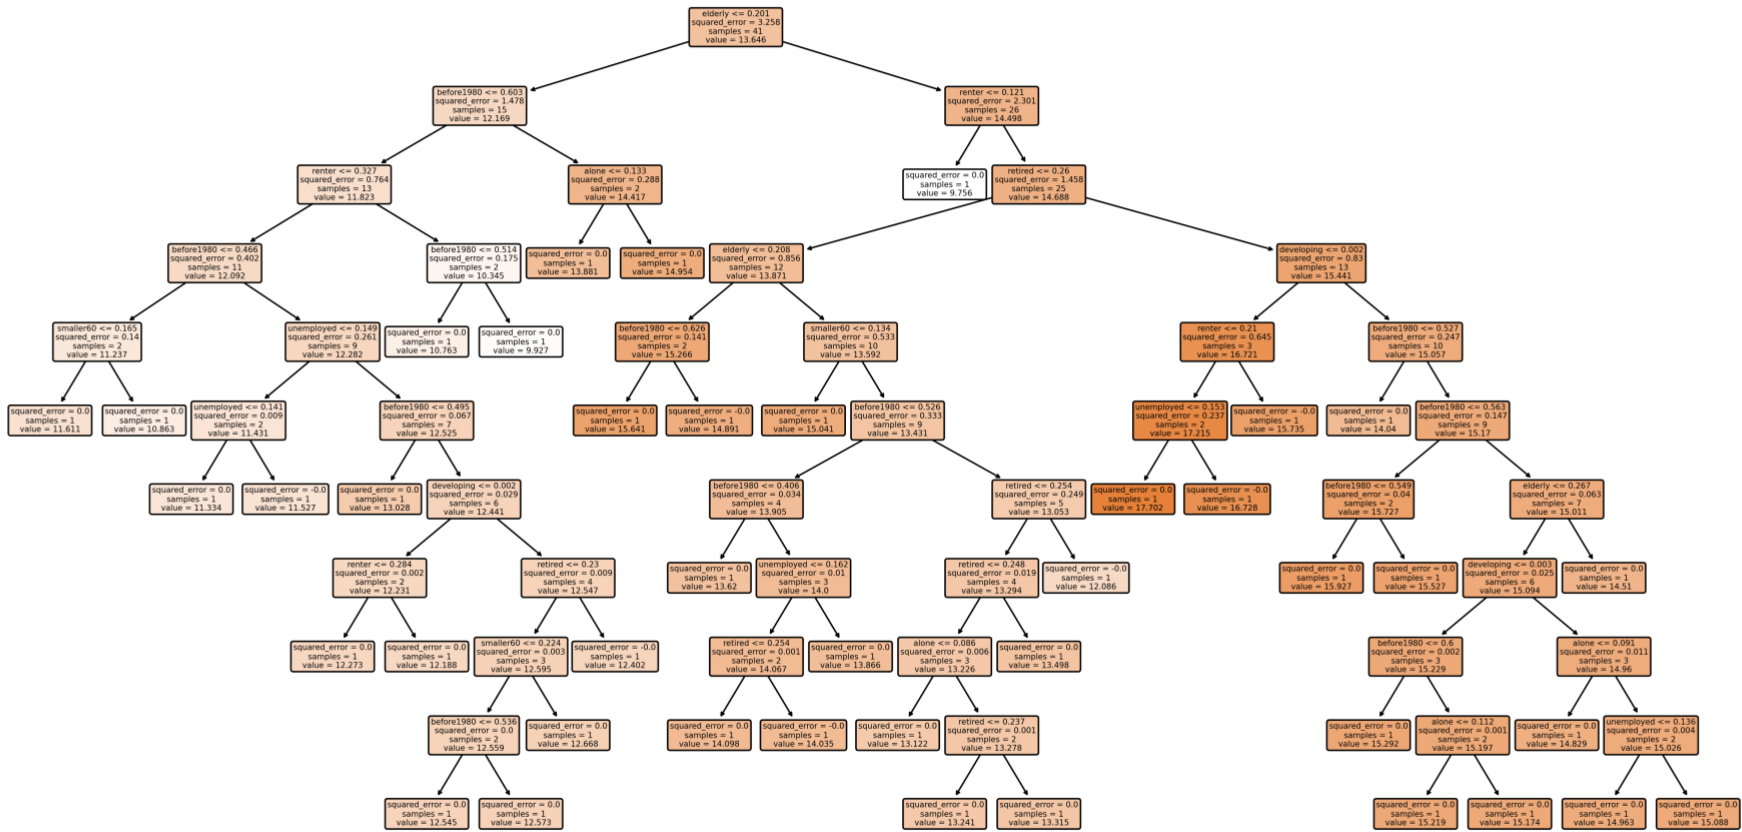 elderly <= 0.201
squared_error = 3.258
samples = 41
value = 13.646
before1980 <= 0.603
squared_error = 1.478
samples = 15
value = 12.169
renter <= 0.121
squared_error = 2.301
samples = 26
value = 14.498
renter <= 0.327
squared_error = 0.764
samples = 13
value = 11.823
alone <= 0.133
squared_error = 0.288
samples = 2
value = 14.417
squared_error = 0.0
samples = 1
value = 9.756
retired <= 0.26
squared_error = 1.458
samples = 25
value = 14.688
before1980 <= 0.466
squared_error = 0.402
samples = 11
value = 12.092
before1980 <= 0.514
squared_error = 0.175
samples = 2
value = 10.345
squared_error = 0.0
samples = 1
value = 13.881
squared_error = 0.0
samples = 1
value = 14.954
elderly <= 0.208
squared_error = 0.856
samples = 12
value = 13.871
developing <= 0.002
squared_error = 0.83
samples = 13
value = 15.441
smaller60 <= 0.165
squared_error = 0.14
samples = 2
value = 11.237
unemployed <= 0.149
squared_error = 0.261
samples = 9
value = 12.282
squared_error = 0.0
samples = 1
value = 10.763
squared_error = 0.0
samples = 1
value = 9.927
before1980 <= 0.626
squared_error = 0.141
samples = 2
value = 15.266
smaller60 <= 0.134
squared_error = 0.533
samples = 10
value = 13.592
renter <= 0.21
squared_error = 0.645
samples = 3
value = 16.721
before1980 <= 0.527
squared_error = 0.247
samples = 10
value = 15.057
squared_error = 0.0
samples = 1
value = 11.611
squared_error = 0.0
samples = 1
value = 10.863
unemployed <= 0.141
squared_error = 0.009
samples = 2
value = 11.431
before1980 <= 0.495
squared_error = 0.067
samples = 7
value = 12.525
squared_error = 0.0
samples = 1
value = 15.641
squared_error = -0.0
samples = 1
value = 14.891
squared_error = 0.0
samples = 1
value = 15.041
before1980 <= 0.526
squared_error = 0.333
samples = 9
value = 13.431
unemployed <= 0.153
squared_error = 0.237
samples = 2
value = 17.215
squared_error = -0.0
samples = 1
value = 15.735
squared_error = 0.0
samples = 1
value = 14.04
before1980 <= 0.563
squared_error = 0.147
samples = 9
value = 15.17
squared_error = 0.0
samples = 1
value = 11.334
squared_error = -0.0
samples = 1
value = 11.527
squared_error = 0.0
samples = 1
value = 13.028
developing <= 0.002
squared_error = 0.029
samples = 6
value = 12.441
before1980 <= 0.406
squared_error = 0.034
samples = 4
value = 13.905
retired <= 0.254
squared_error = 0.249
samples = 5
value = 13.053
squared_error = 0.0
samples = 1
value = 17.702
squared_error = -0.0
samples = 1
value = 16.728
before1980 <= 0.549
squared_error = 0.04
samples = 2
value = 15.727
elderly <= 0.267
squared_error = 0.063
samples = 7
value = 15.011
renter <= 0.284
squared_error = 0.002
samples = 2
value = 12.231
retired <= 0.23
squared_error = 0.009
samples = 4
value = 12.547
squared_error = 0.0
samples = 1
value = 13.62
unemployed <= 0.162
squared_error = 0.01
samples = 3
value = 14.0
retired <= 0.248
squared_error = 0.019
samples = 4
value = 13.294
squared_error = -0.0
samples = 1
value = 12.086
squared_error = 0.0
samples = 1
value = 15.927
squared_error = 0.0
samples = 1
value = 15.527
developing <= 0.003
squared_error = 0.025
samples = 6
value = 15.094
squared_error = 0.0
samples = 1
value = 14.51
squared_error = 0.0
samples = 1
value = 12.273
squared_error = 0.0
samples = 1
value = 12.188
smaller60 <= 0.224
squared_error = 0.003
samples = 3
value = 12.595
squared_error = -0.0
samples = 1
value = 12.402
retired <= 0.254
squared_error = 0.001
samples = 2
value = 14.067
squared_error = 0.0
samples = 1
value = 13.866
alone <= 0.086
squared_error = 0.006
samples = 3
value = 13.226
squared_error = 0.0
samples = 1
value = 13.498
before1980 <= 0.6
squared_error = 0.002
samples = 3
value = 15.229
alone <= 0.091
squared_error = 0.011
samples = 3
value = 14.96
before1980 <= 0.536
squared_error = 0.0
samples = 2
value = 12.559
squared_error = 0.0
samples = 1
value = 12.668
squared_error = 0.0
samples = 1
value = 14.098
squared_error = -0.0
samples = 1
value = 14.035
squared_error = 0.0
samples = 1
value = 13.122
retired <= 0.237
squared_error = 0.001
samples = 2
value = 13.278
squared_error = 0.0
samples = 1
value = 15.292
alone <= 0.112
squared_error = 0.001
samples = 2
value = 15.197
squared_error = 0.0
samples = 1
value = 14.829
unemployed <= 0.136
squared_error = 0.004
samples = 2
value = 15.026
squared_error = 0.0
samples = 1
value = 12.545
squared_error = 0.0
samples = 1
value = 12.573
squared_error = 0.0
samples = 1
value = 13.241
squared_error = 0.0
samples = 1
value = 13.315
squared_error = 0.0
samples = 1
value = 15.219
squared_error = 0.0
samples = 1
value = 15.174
squared_error = 0.0
samples = 1
value = 14.963
squared_error = 0.0
samples = 1
value = 15.088